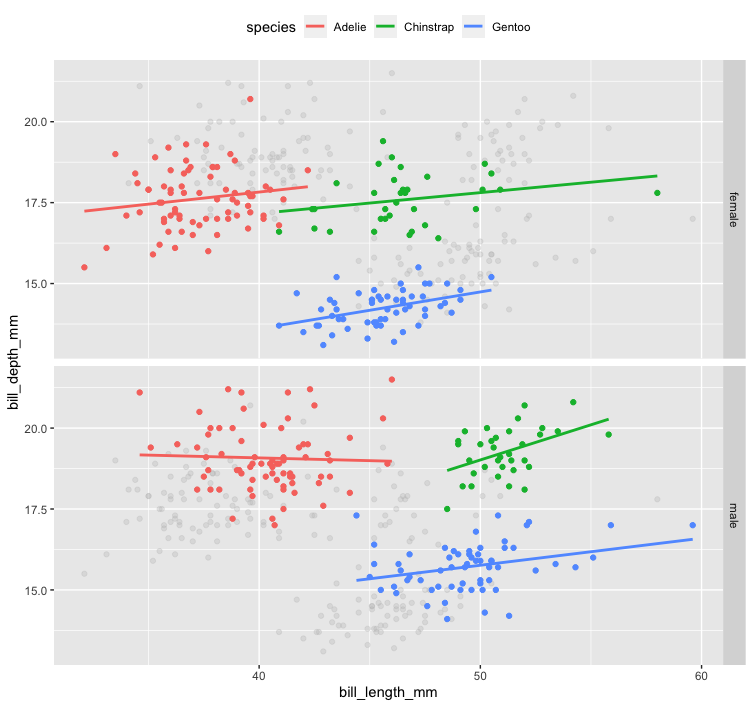 species Adelie Chinstrap Gentoo
20.0
17.5
15.0
female
bill_depth_mm
20.0
17.5
15.0
male
40 50 60
bill_length_mm